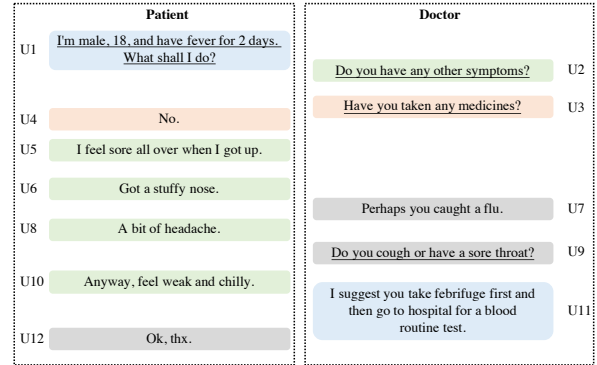 Patient
Doctor
U1
I'm male, 18, and have fever for 2 days.
What shall I do?
Do you have any other symptoms?
U2
Have you taken any medicines?
U3
U4
No.
U5
I feel sore all over when I got up.
U6
Got a stuffy nose.
Perhaps you caught a flu.
U7
U8
A bit of headache.
Do you cough or have a sore throat?
U9
U10
Anyway, feel weak and chilly.
I suggest you take febrifuge first and
then go to hospital for a blood
routine test.
U11
U12
Ok, thx.